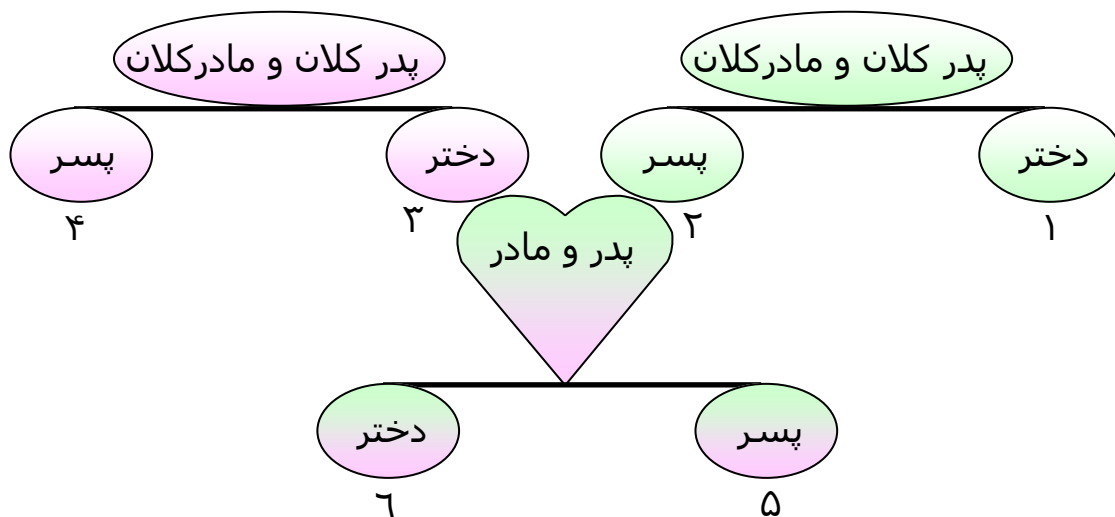 پدر کلان و مادرکلان
پدر کلان و مادرکلان
دختر
پسر
دختر
پسر
۱
۲
۳
۴
پدر و مادر
پسر
دختر
۵
٦